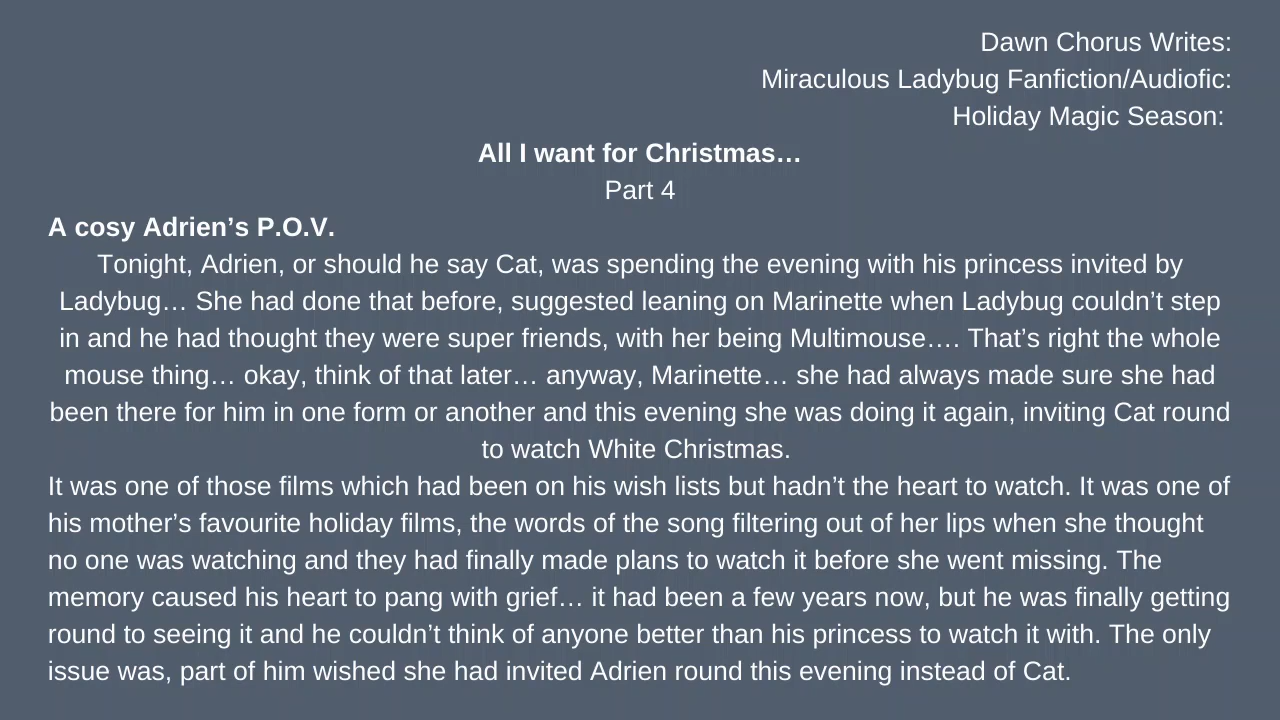 Dawn Chorus Writes:
Miraculous Ladybug Fanfiction/Audiofic:
Holiday Magic Season:
All I want for Christmas…
Part 4
A cosy Adrien’s P.O.V.
Tonight, Adrien, or should he say Cat, was spending the evening with his princess invited by
Ladybug… She had done that before, suggested leaning on Marinette when Ladybug couldn’t step
in and he had thought they were super friends, with her being Multimouse…. That’s right the whole
mouse thing… okay, think of that later… anyway, Marinette… she had always made sure she had
been there for him in one form or another and this evening she was doing it again, inviting Cat round
to watch White Christmas.
It was one of those films which had been on his wish lists but hadn’t the heart to watch. It was one of
his mother’s favourite holiday films, the words of the song filtering out of her lips when she thought
no one was watching and they had finally made plans to watch it before she went missing. The
memory caused his heart to pang with grief… it had been a few years now, but he was finally getting
round to seeing it and he couldn’t think of anyone better than his princess to watch it with. The only
issue was, part of him wished she had invited Adrien round this evening instead of Cat.